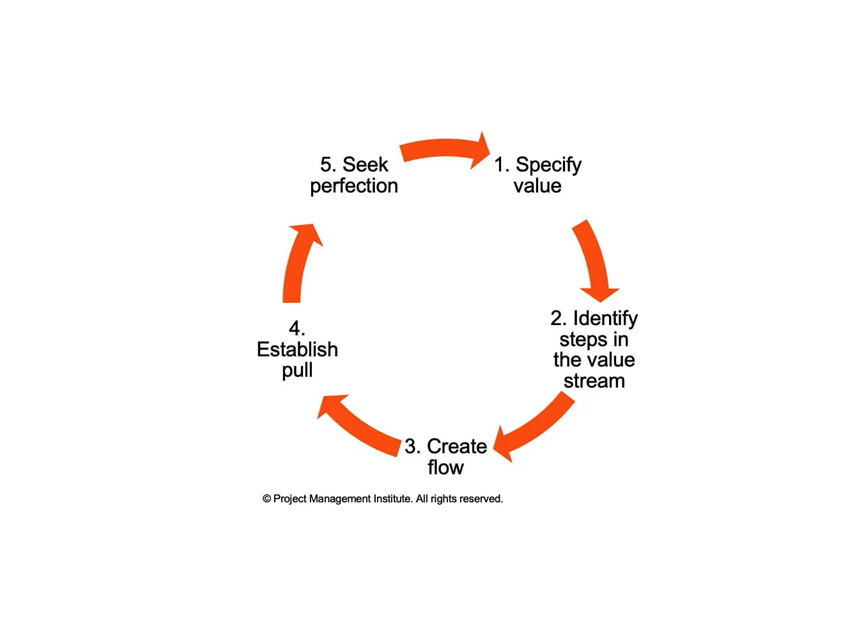 1. Specify
value
2. Identify
steps in
the value
stream
3. Create
flow
4.
Establish
pull
5. Seek
perfection
© Project Management Institute. All rights reserved.